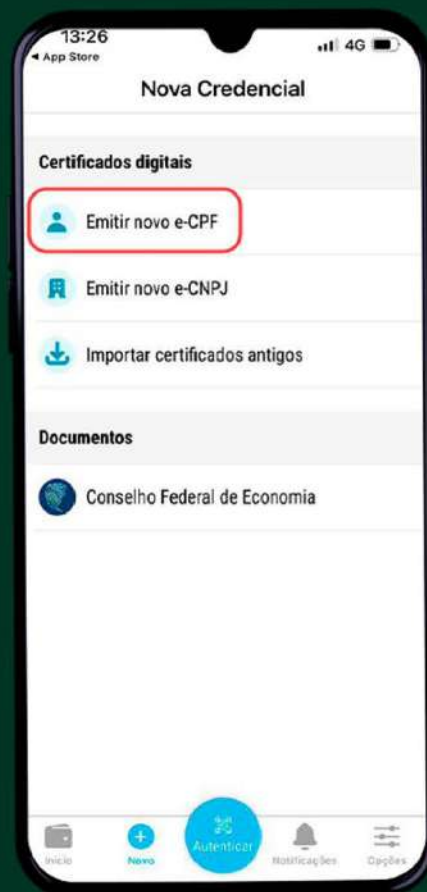 13:26
4G
App Store
Nova Credencial
Certificados digitais
Emitir novo e-CPF
Emitir novo e-CNPJ
Importar certificados antigos
Documentos
Conselho Federal de Economia
Início
Novo
Autenticar
Notificações
Opções